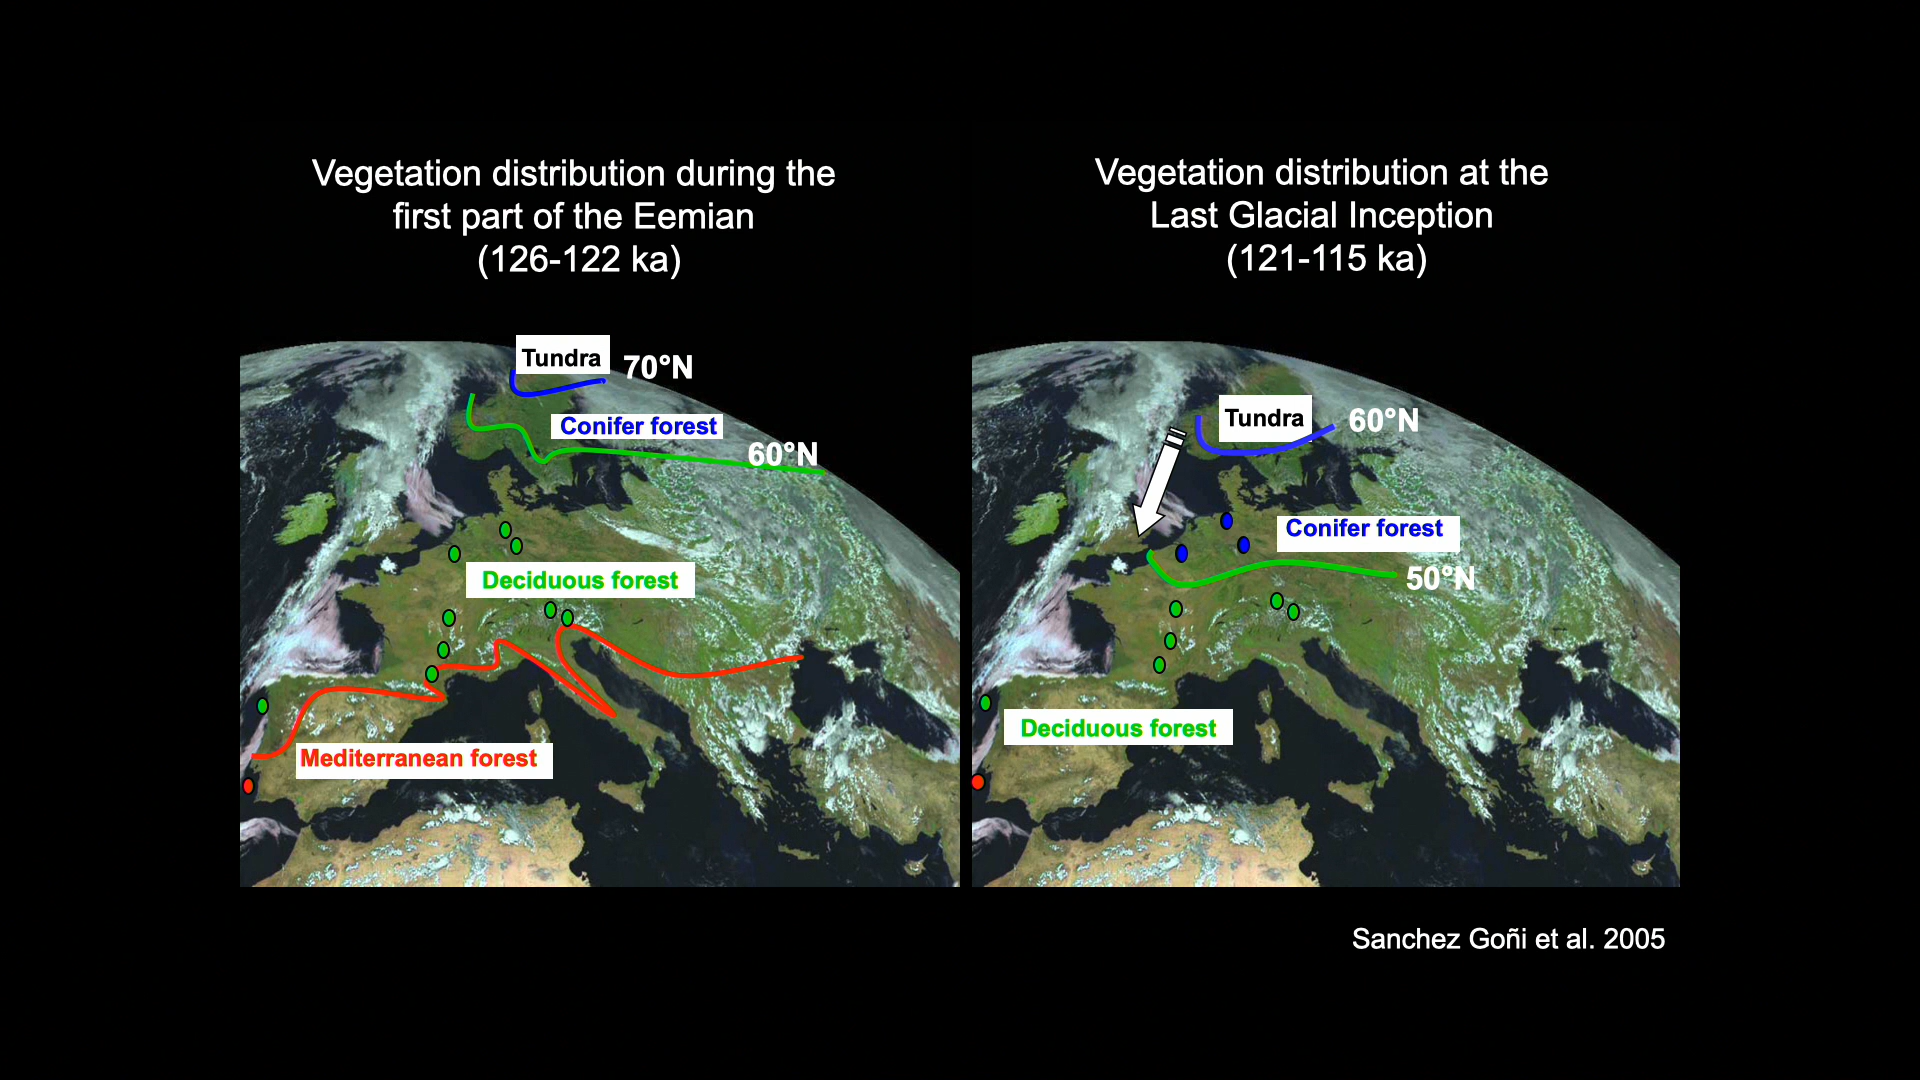 Vegetation distribution during the
first part of the Eemian
(126-122 ka)
Tundra
70°N
Conifer forest
60°N
Deciduous forest
Mediterranean forest
Vegetation distribution at the
Last Glacial Inception
(121-115 ka)
Tundra
60°N
Conifer forest
50°N
Deciduous forest
Sanchez Goñi et al. 2005